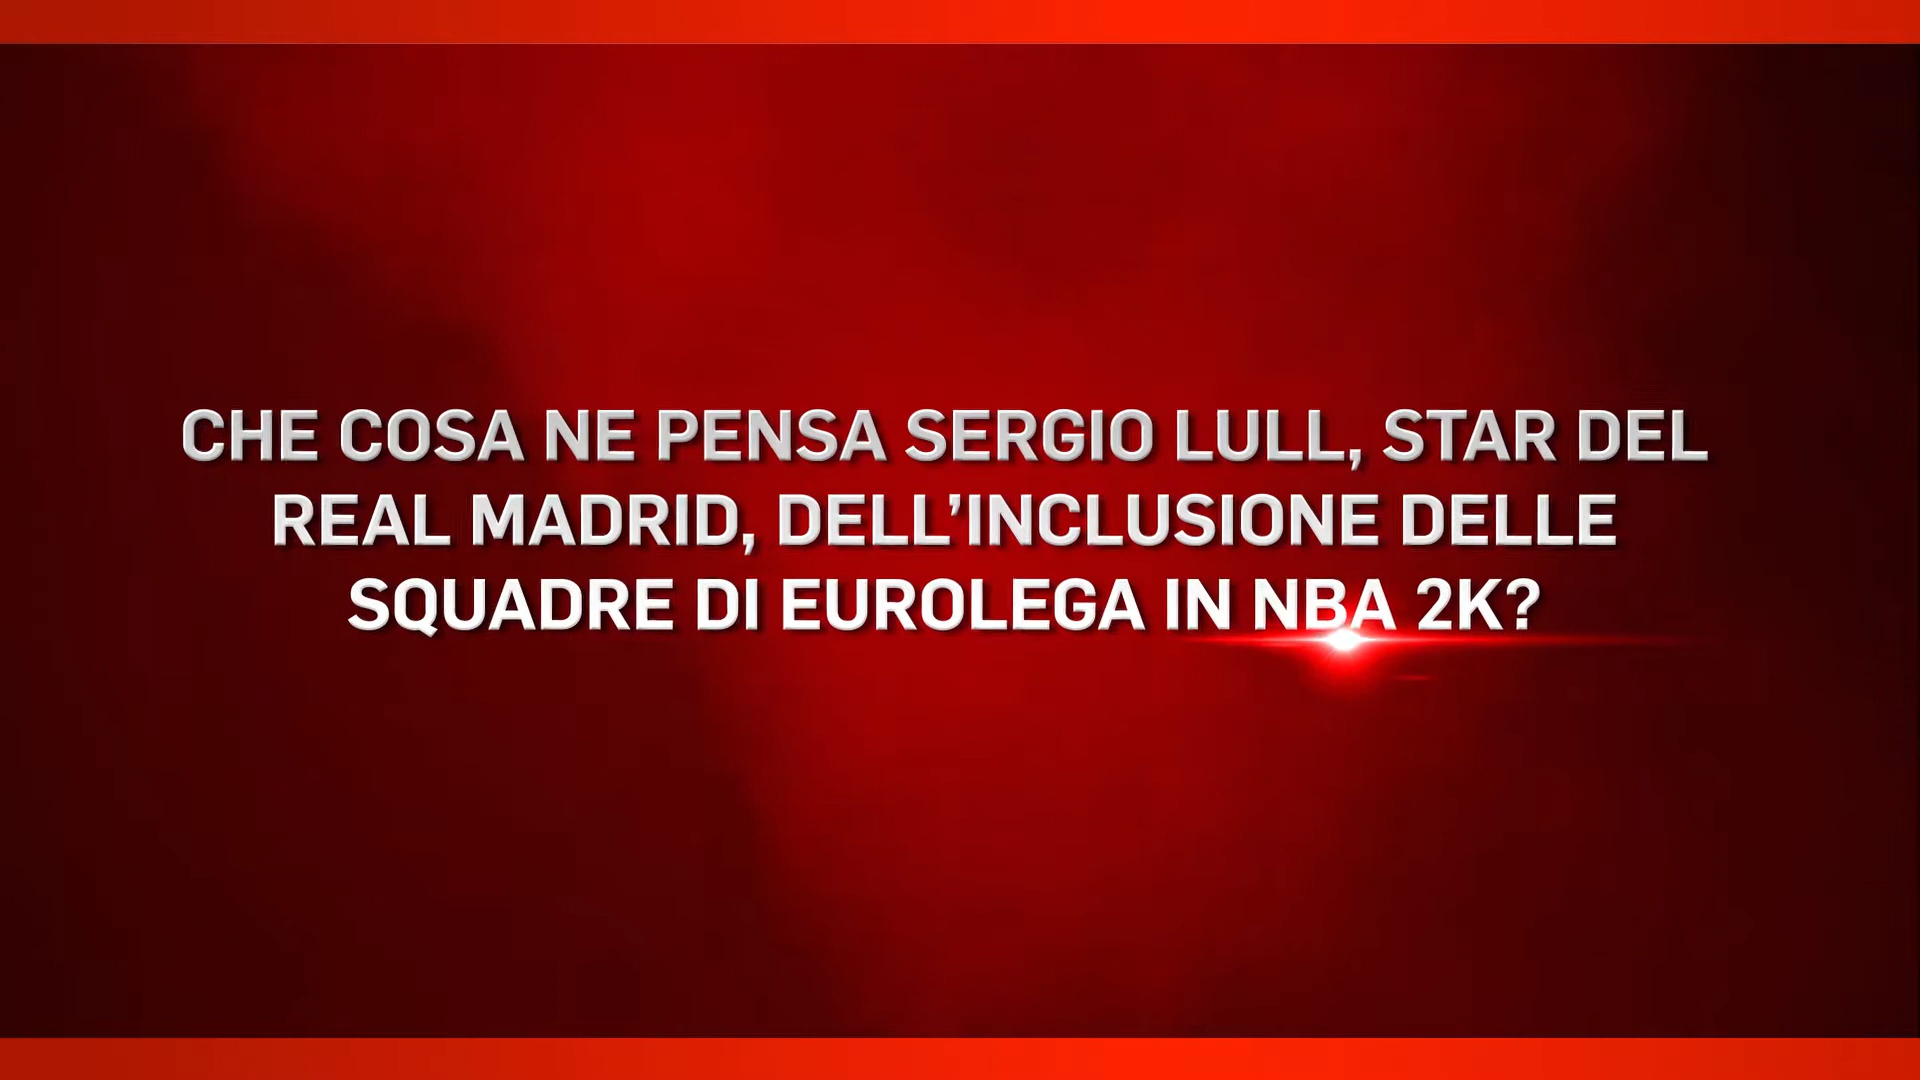 CHE COSA NE PENSA SERGIO LULL, STAR DEL
REAL MADRID, DELL’INCLUSIONE DELLE
SQUADRE DI EUROLEGA IN NBA 2K?